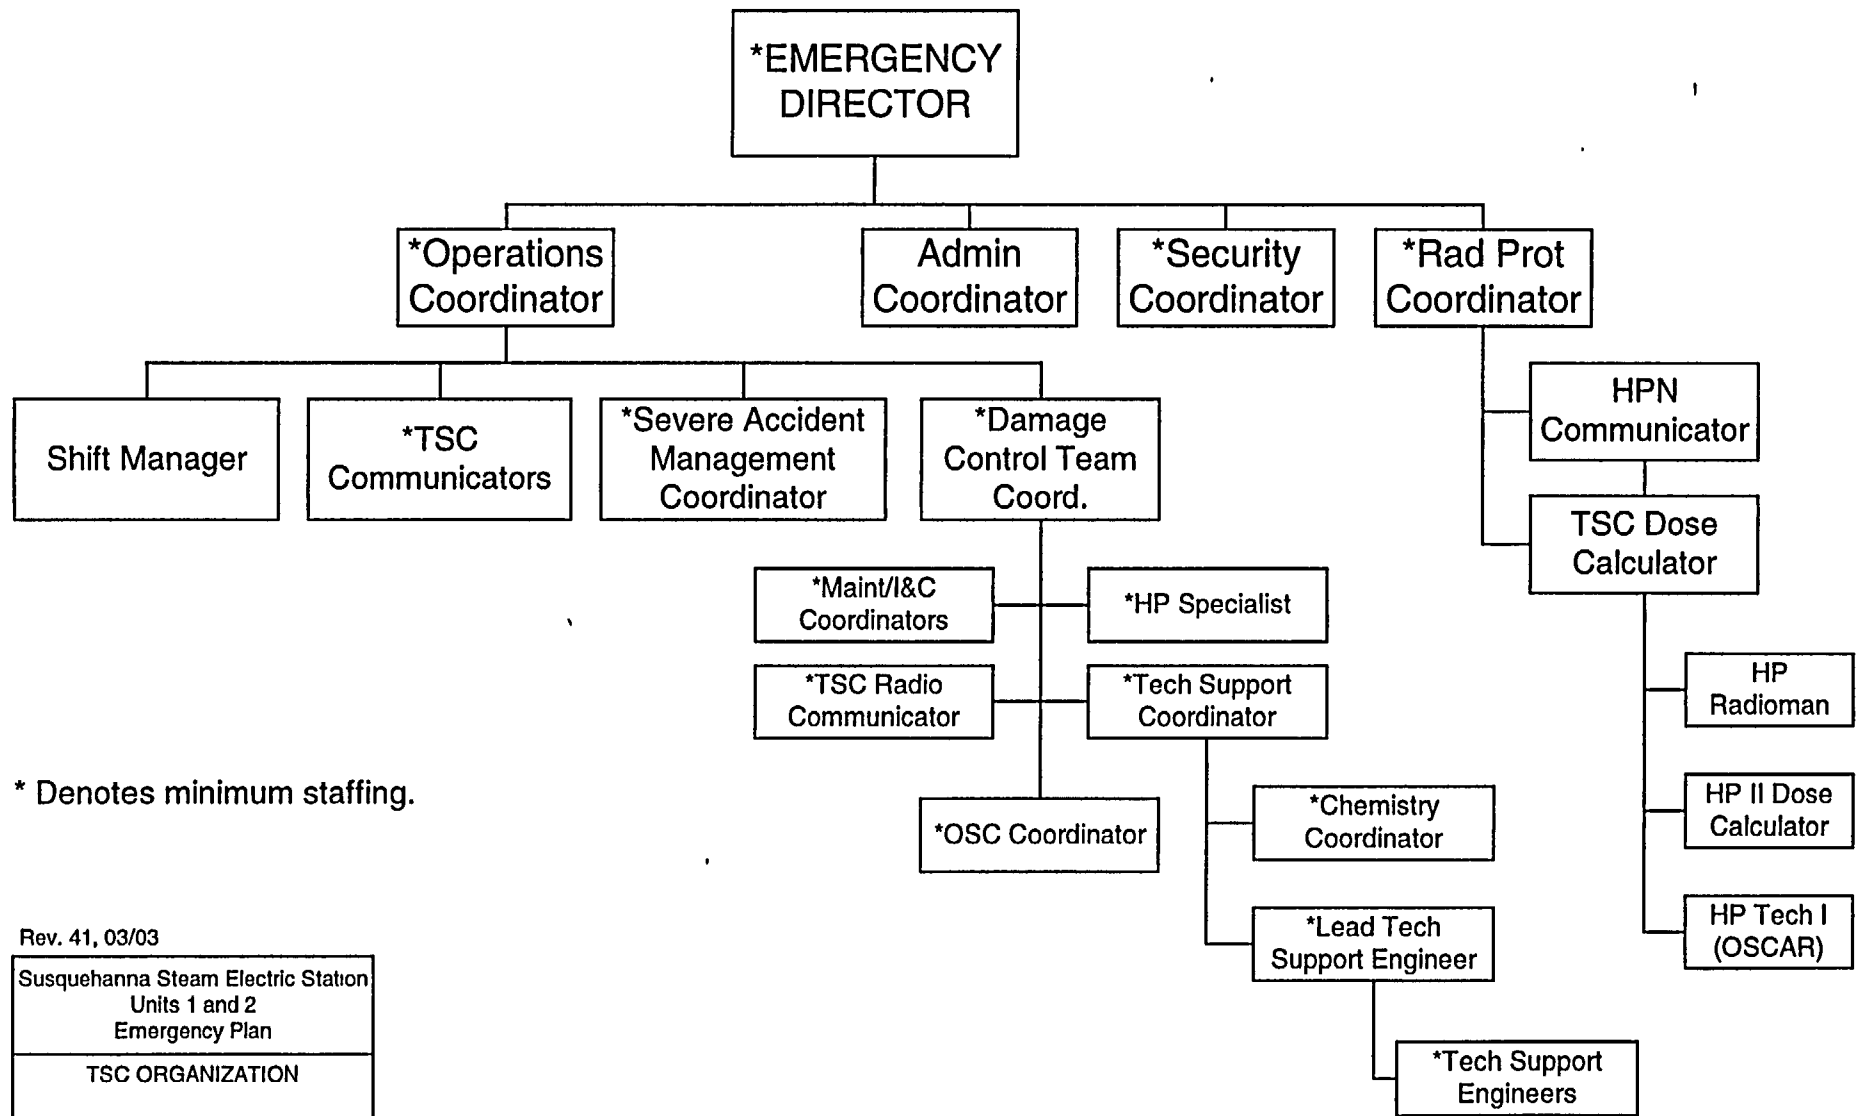 *EMERGENCY
DIRECTOR
*Operations
Coordinator
Admin
Coordinator
*Security
Coordinator
*Rad Prot
Coordinator
Shift Manager
*TSC
Communicators
*Severe Accident
Management
Coordinator
*Damage
Control Team
Coord.
HPN
Communicator
TSC Dose
Calculator
*Maint/I&C
Coordinators
*HP Specialist
*TSC Radio
Communicator
*Tech Support
Coordinator
HP
Radioman
* Denotes minimum staffing.
*OSC Coordinator
*Chemistry
Coordinator
HP II Dose
Calculator
*Lead Tech
Support Engineer
HP Tech I
(OSCAR)
*Tech Support
Engineers
Rev. 41, 03/03
Susquehanna Steam Electric Station
Units 1 and 2
Emergency Plan
TSC ORGANIZATION